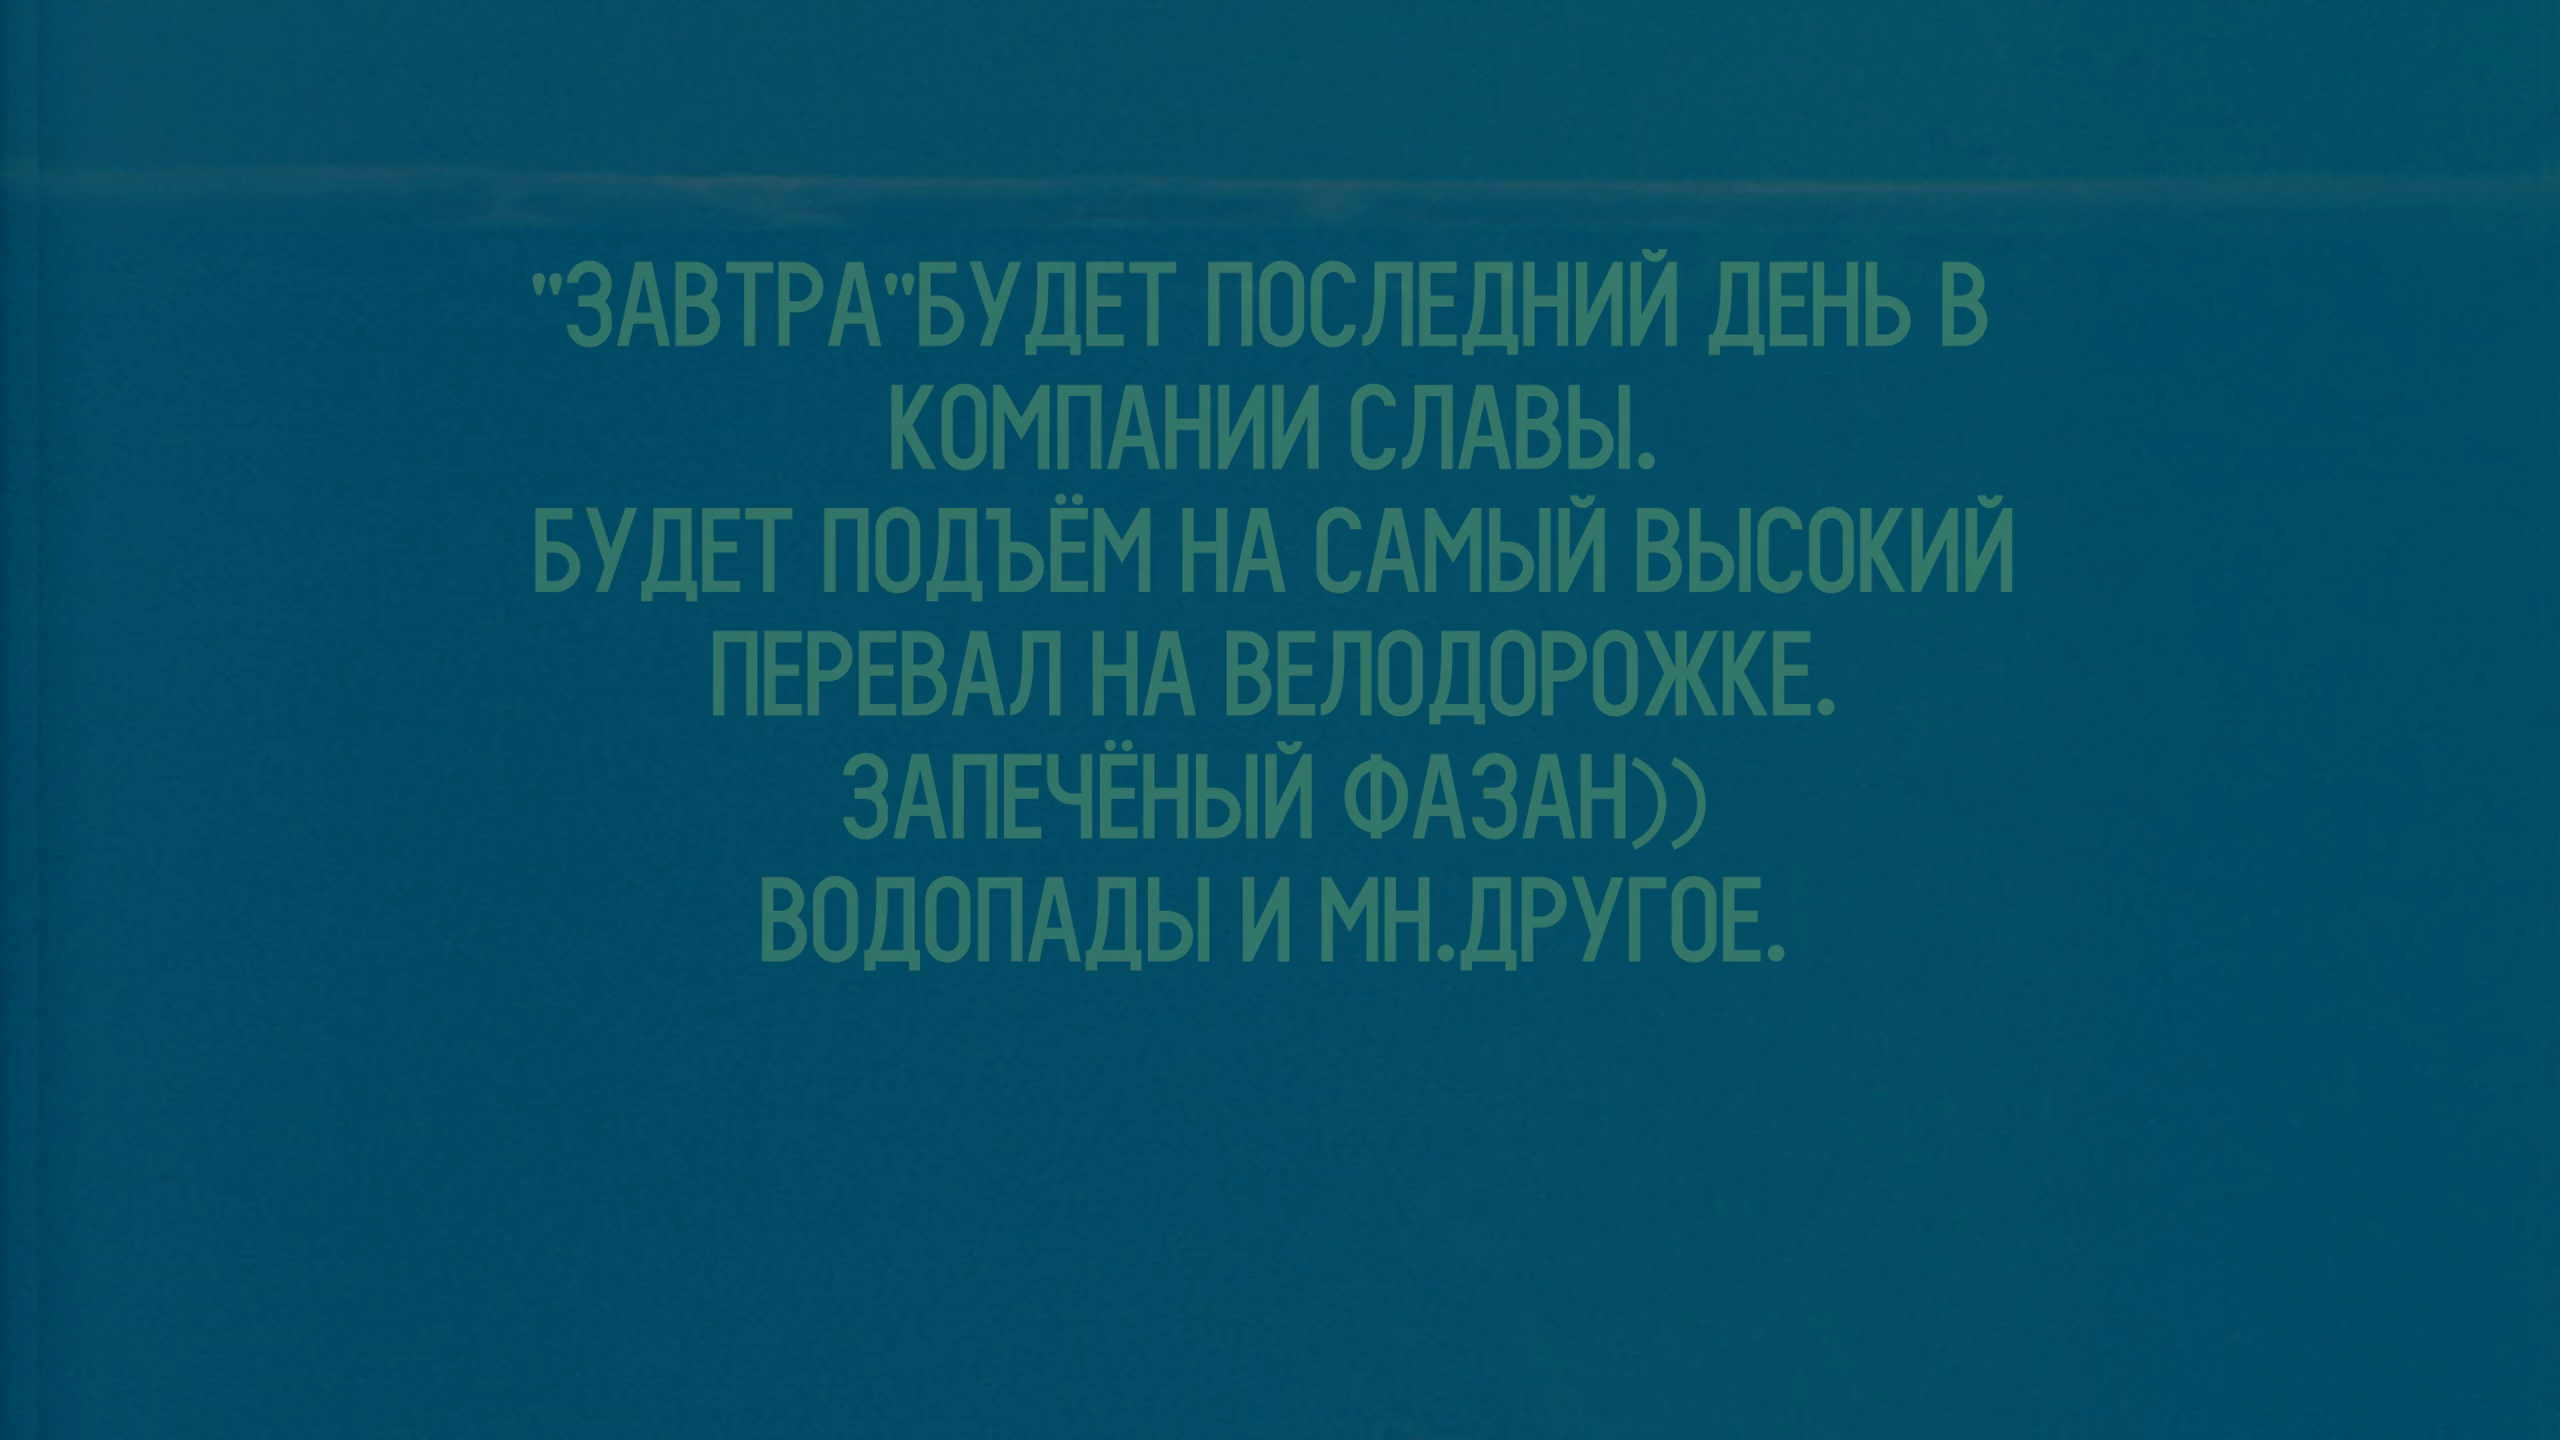 "ЗАВТРА"БУДЕТ ПОСЛЕДНИЙ ДЕНЬ В
КОМПАНИИ СЛАВЫ.
БУДЕТ ПОДЪЁМ НА САМЫЙ ВЫСОКИЙ
ПЕРЕВАЛ НА ВЕЛОДОРОЖКЕ.
ЗАПЕЧЁНЫЙ ФАЗАН))
ВОДОПАДЫ И МН.ДРУГОЕ.